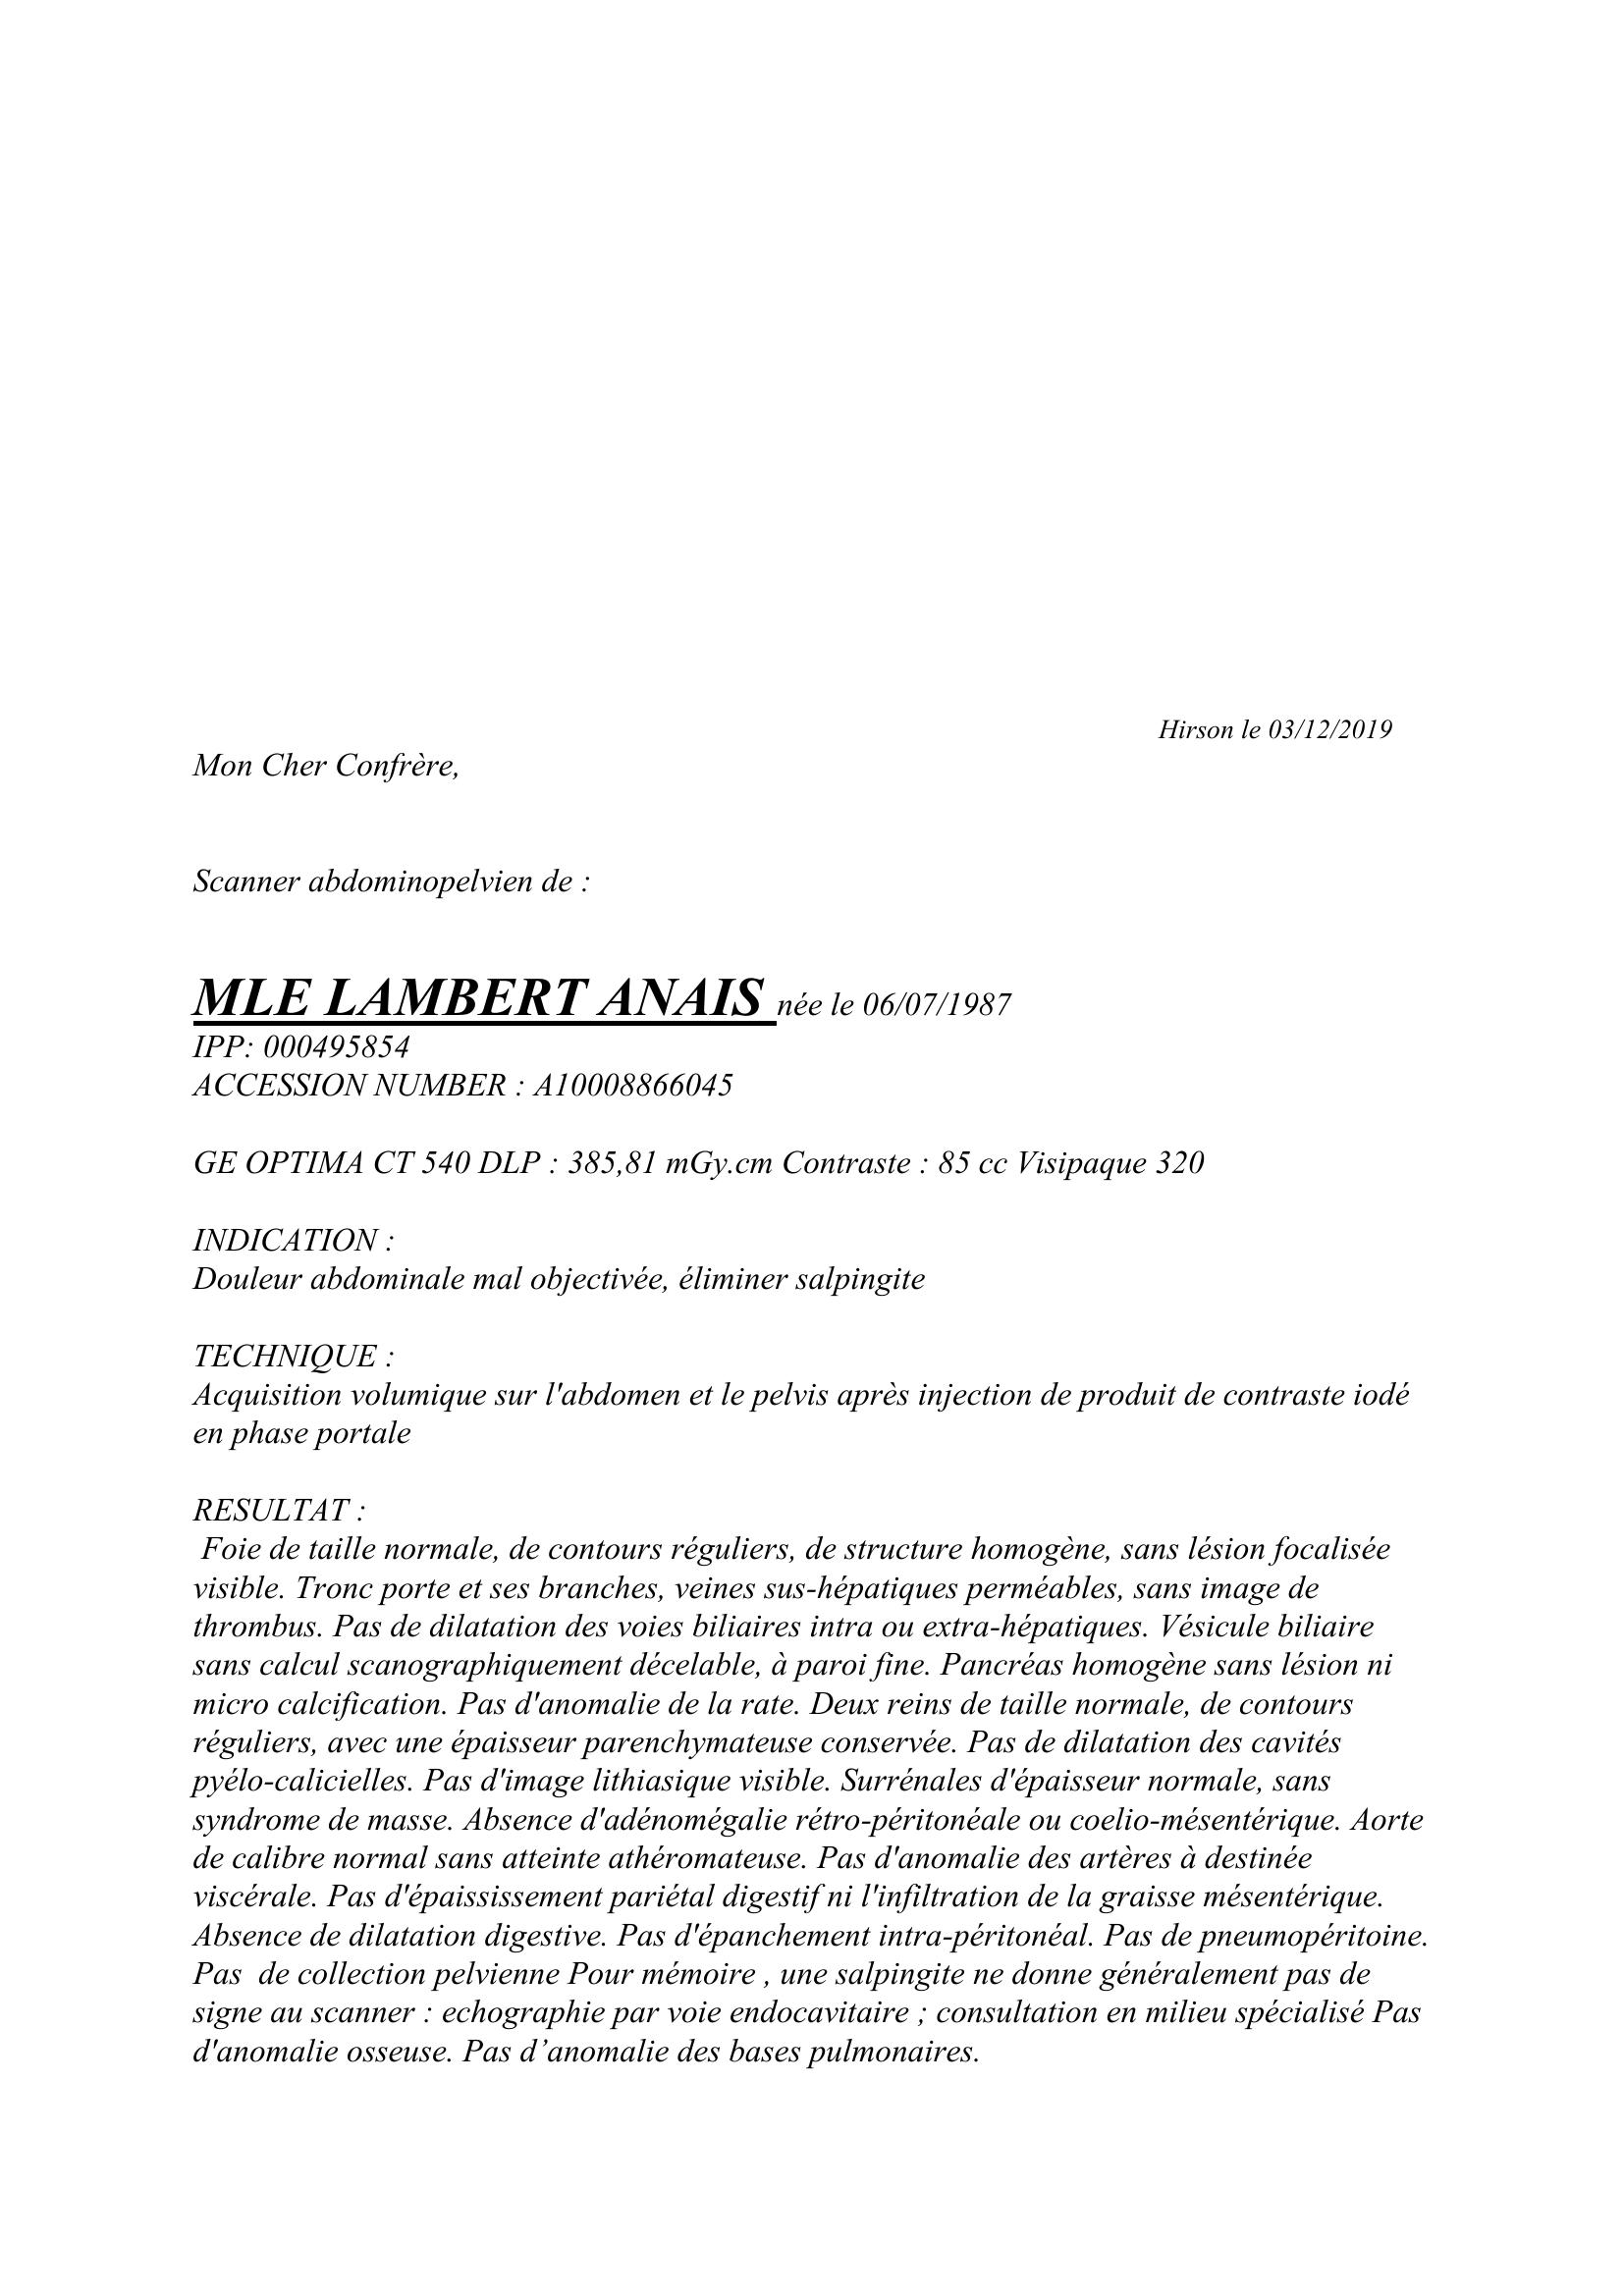 Hirson le 03/12/2019
Mon Cher Confrère,
Scanner abdominopelvien de :
MLE LAMBERT ANAIS née le 06/07/1987
IPP: 000495854
ACCESSION NUMBER : A10008866045
GE OPTIMA CT 540 DLP : 385,81 mGy.cm Contraste : 85 cc Visipaque 320
INDICATION :
Douleur abdominale mal objectivée, éliminer salpingite
TECHNIQUE :
Acquisition volumique sur l'abdomen et le pelvis après injection de produit de contraste iodé
en phase portale
RESULTAT :
Foie de taille normale, de contours réguliers, de structure homogène, sans lésion focalisée
visible. Tronc porte et ses branches, veines sus-hépatiques perméables, sans image de
thrombus. Pas de dilatation des voies biliaires intra ou extra-hépatiques. Vésicule biliaire
sans calcul scanographiquement décelable, à paroi fine. Pancréas homogène sans lésion ni
micro calcification. Pas d'anomalie de la rate. Deux reins de taille normale, de contours
réguliers, avec une épaisseur parenchymateuse conservée. Pas de dilatation des cavités
pyélo-calicielles. Pas d'image lithiasique visible. Surrénales d'épaisseur normale, sans
syndrome de masse. Absence d'adénomégalie rétro-péritonéale ou coelio-mésentérique. Aorte
de calibre normal sans atteinte athéromateuse. Pas d'anomalie des artères à destinée
viscérale. Pas d'épaississement pariétal digestif ni l'infiltration de la graisse mésentérique.
Absence de dilatation digestive. Pas d'épanchement intra-péritonéal. Pas de pneumopéritoine.
Pas  de collection pelvienne Pour mémoire , une salpingite ne donne généralement pas de
signe au scanner : echographie par voie endocavitaire ; consultation en milieu spécialisé Pas
d'anomalie osseuse. Pas d’anomalie des bases pulmonaires.